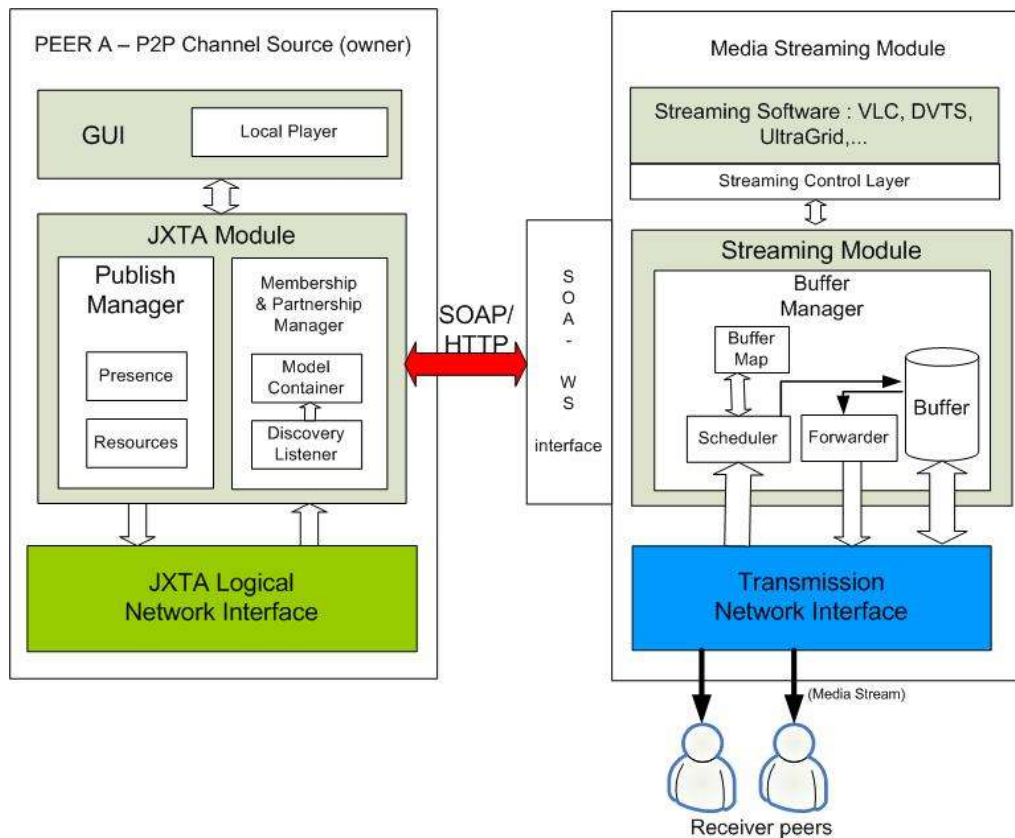 PEER A – P2P Channel Source (owner)
GUI
Local Player
JXTA Module
Publish
Manager
Presence
Resources
Membership
& Partnership
Manager
Model
Container
Discovery
Listener
JXTA Logical
Network Interface
SOAP/
HTTP
S
O
A
-
W
S
interface
Media Streaming Module
Streaming Software : VLC, DVTS,
UltraGrid,...
Streaming Control Layer
Streaming Module
Buffer
Manager
Buffer
Map
Scheduler
Forwarder
Buffer
Transmission
Network Interface
(Media Stream)
Receiver peers